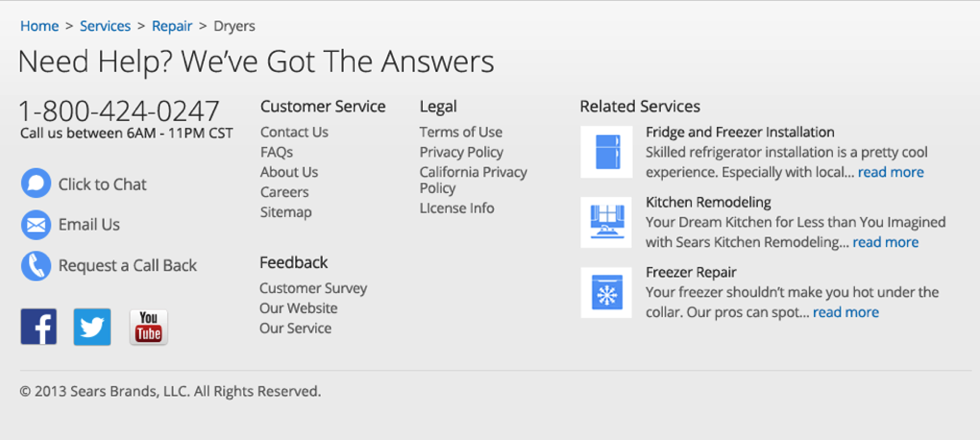 Home > Services > Repair > Dryers
Need Help? We’ve Got The Answers
1-800-424-0247
Call us between 6AM - 11PM CST
Click to Chat
Email Us
Request a Call Back
Customer Service
Contact Us
FAQs
About Us
Careers
Sitemap
Feedback
Customer Survey
Our Website
Our Service
Legal
Terms of Use
Privacy Policy
California Privacy
Policy
LIcense Info
Related Services
Fridge and Freezer Installation
Skilled refrigerator installation is a pretty cool
experience. Especially with local... read more
Kitchen Remodeling
Your Dream Kitchen for Less than You Imagined
with Sears Kitchen Remodeling... read more
Freezer Repair
Your freezer shouldn’t make you hot under the
collar. Our pros can spot... read more
f
You
Tube
© 2013 Sears Brands, LLC. All Rights Reserved.